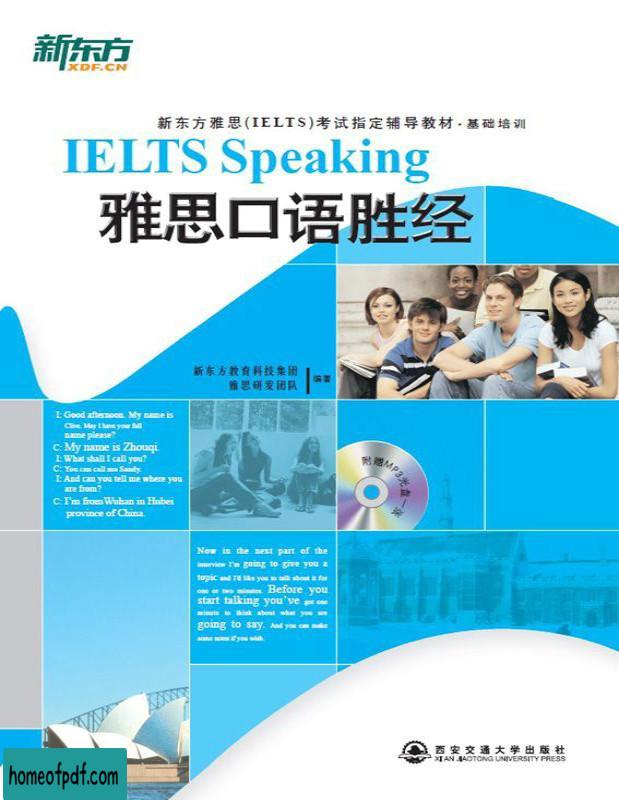 新东方
XDF.CN
新东方雅思(IELTS)考试指定辅导教材·基础培训
IELTS Speaking
雅思口语胜经
新东方教育科技集团
雅思研发团队
编著
I: Good afternoon. My name is
Clive. May I have your full
name please?
C: My name is Zhouqi.
I: What shall I call you?
C: You can call me Sandy.
I: And can you tell me where you
are from?
C: I'm from Wuhan in Hubei
province of China.
附赠MP3光盘一张
Now in the next part of the
interview I'm going to give you a
topic and I'd like you to talk about it for
one or two minutes. Before you
start talking you've got one
minute to think about what you are
going to say. And you can make
some notes if you wish.
西安交通大学出版社
XI'AN JIAOTONG UNIVERSITY PRESS
homeofpdf.com